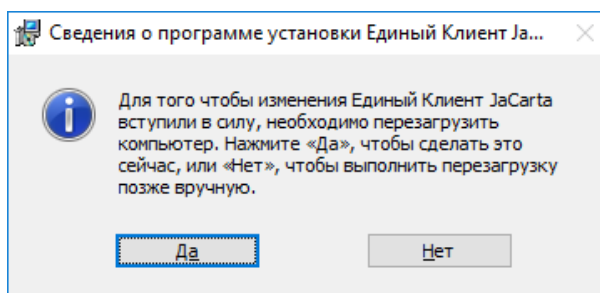 Сведения о программе установки Единый Клиент Ja...
Для того чтобы изменения Единый Клиент JaCarta
вступили в силу, необходимо перезагрузить
компьютер. Нажмите «Да», чтобы сделать это
сейчас, или «Нет», чтобы выполнить перезагрузку
позже вручную.
Да
Нет